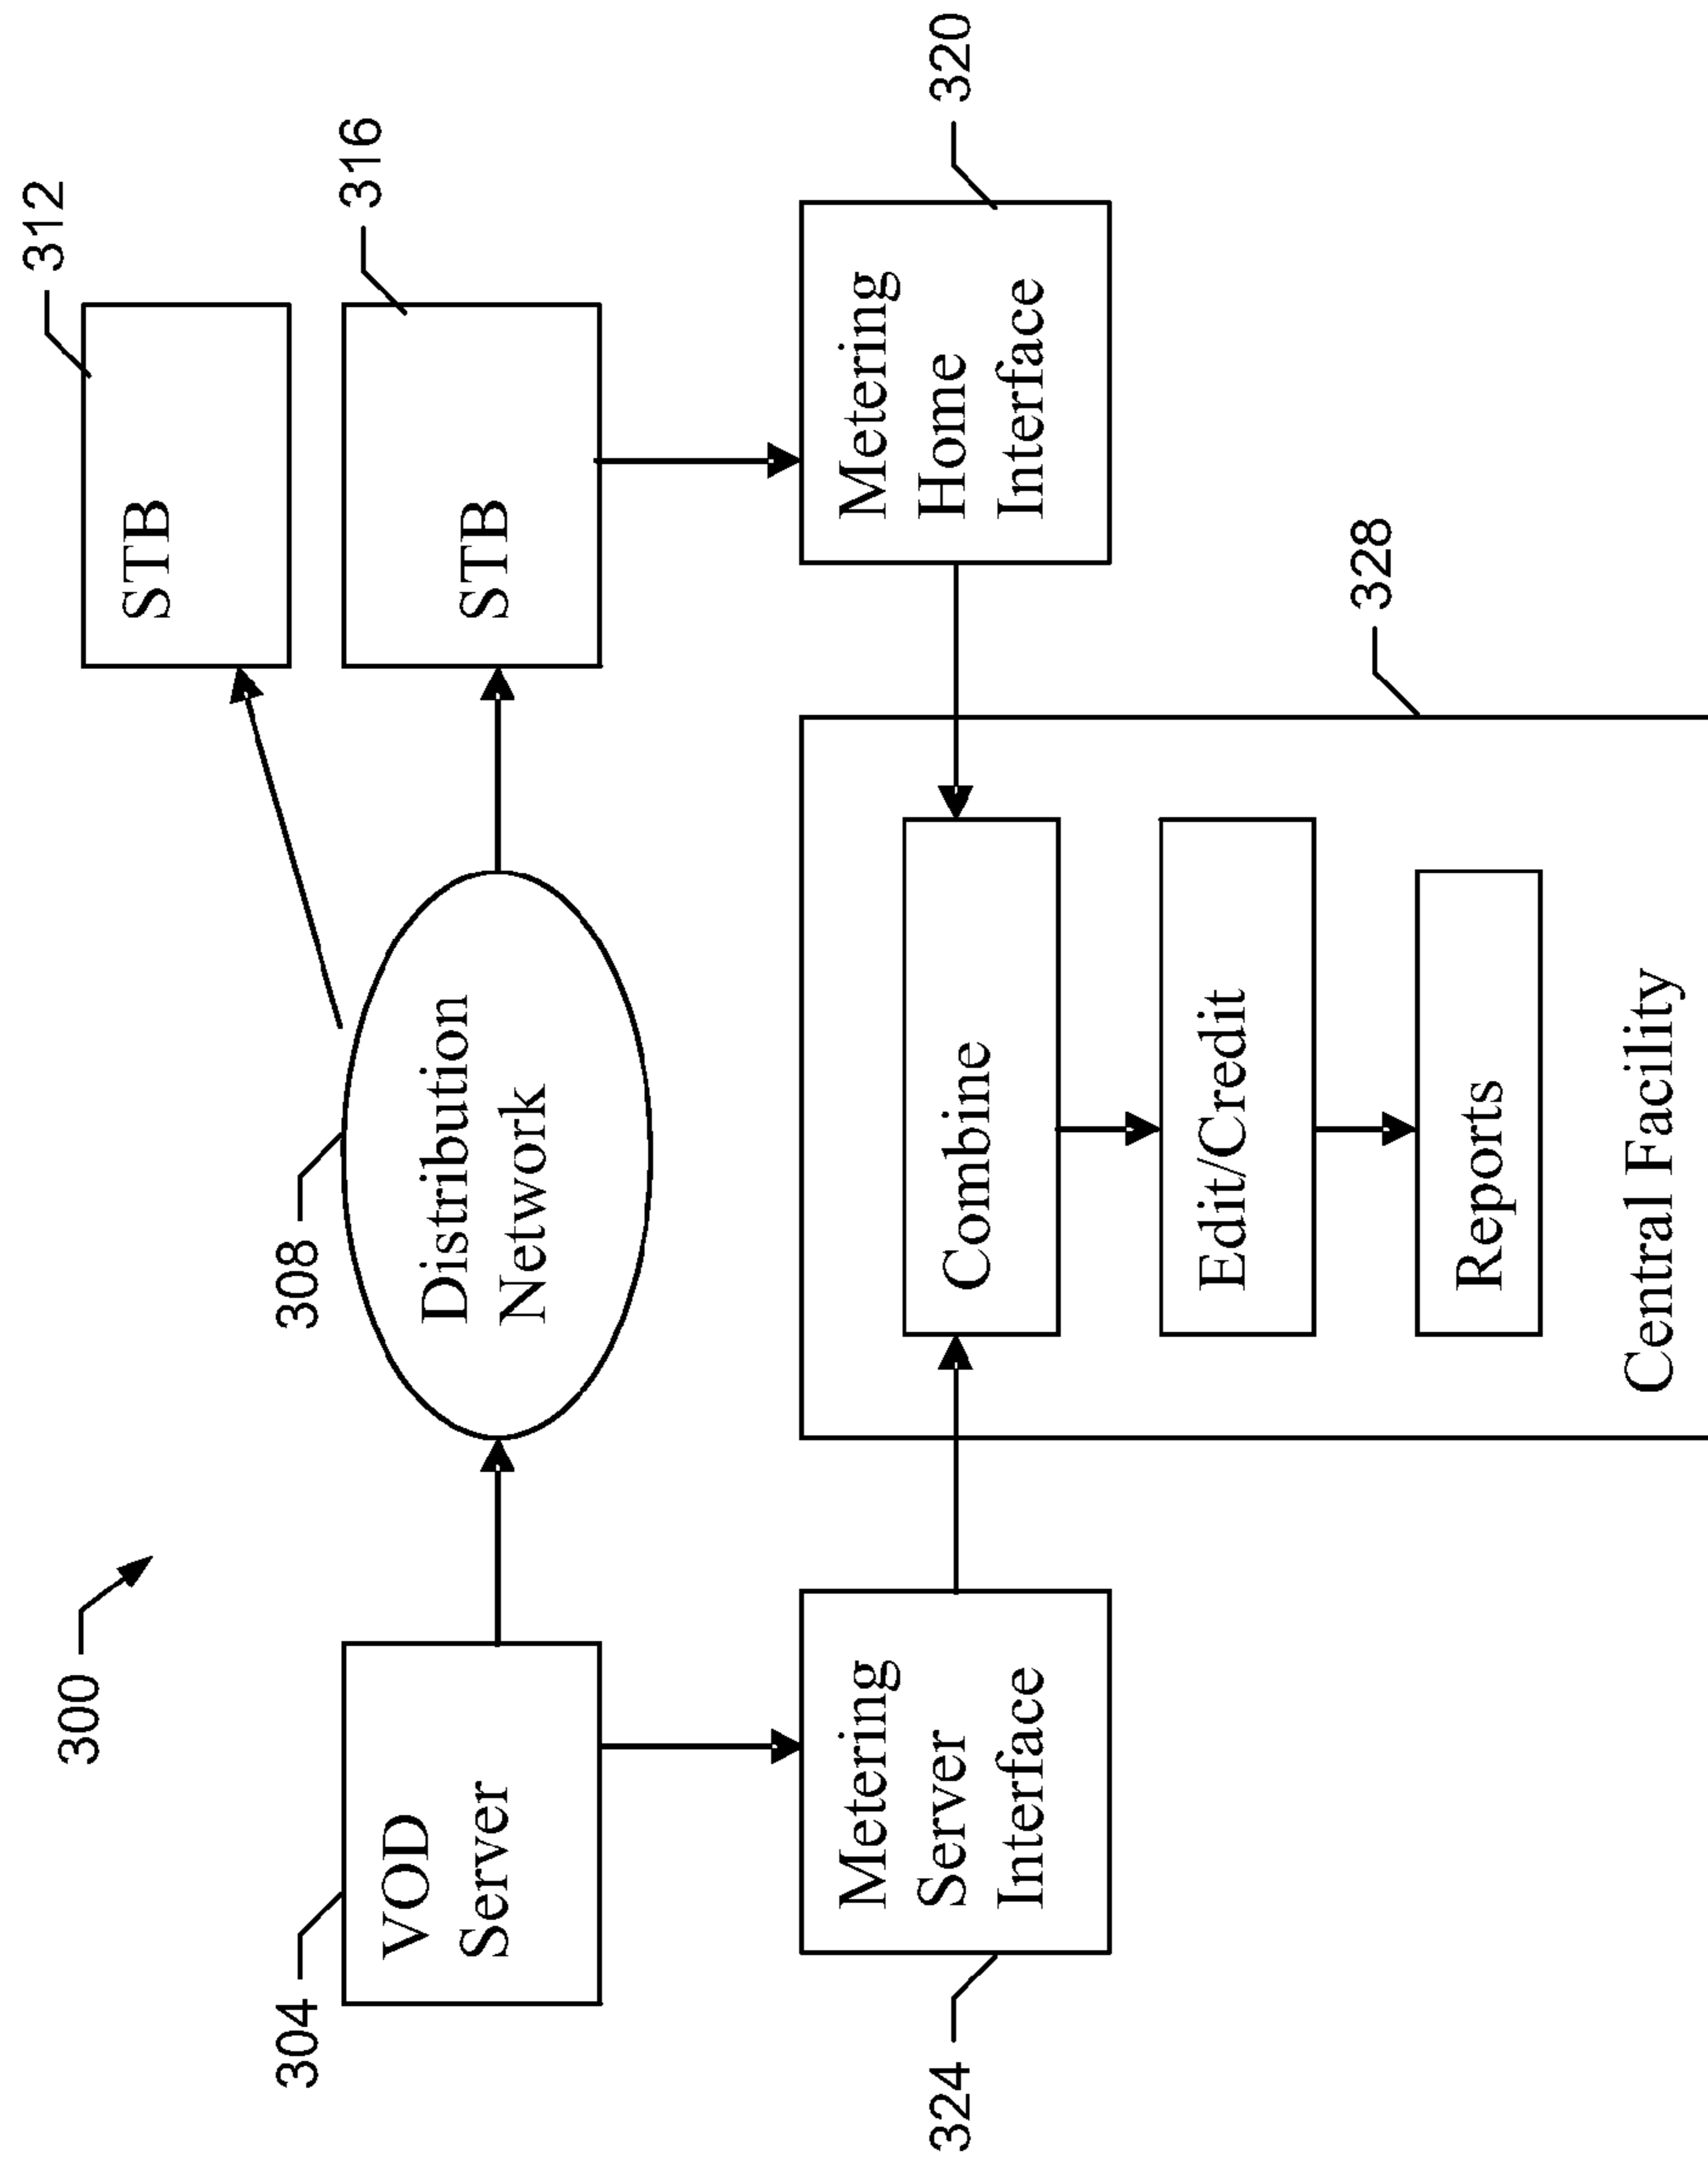 300
304
VOD
Server
308
Distribution
Network
312
STB
316
STB
324
Metering
Server
Interface
Metering
Home
Interface
320
328
Combine
Edit/Credit
Reports
Central Facility